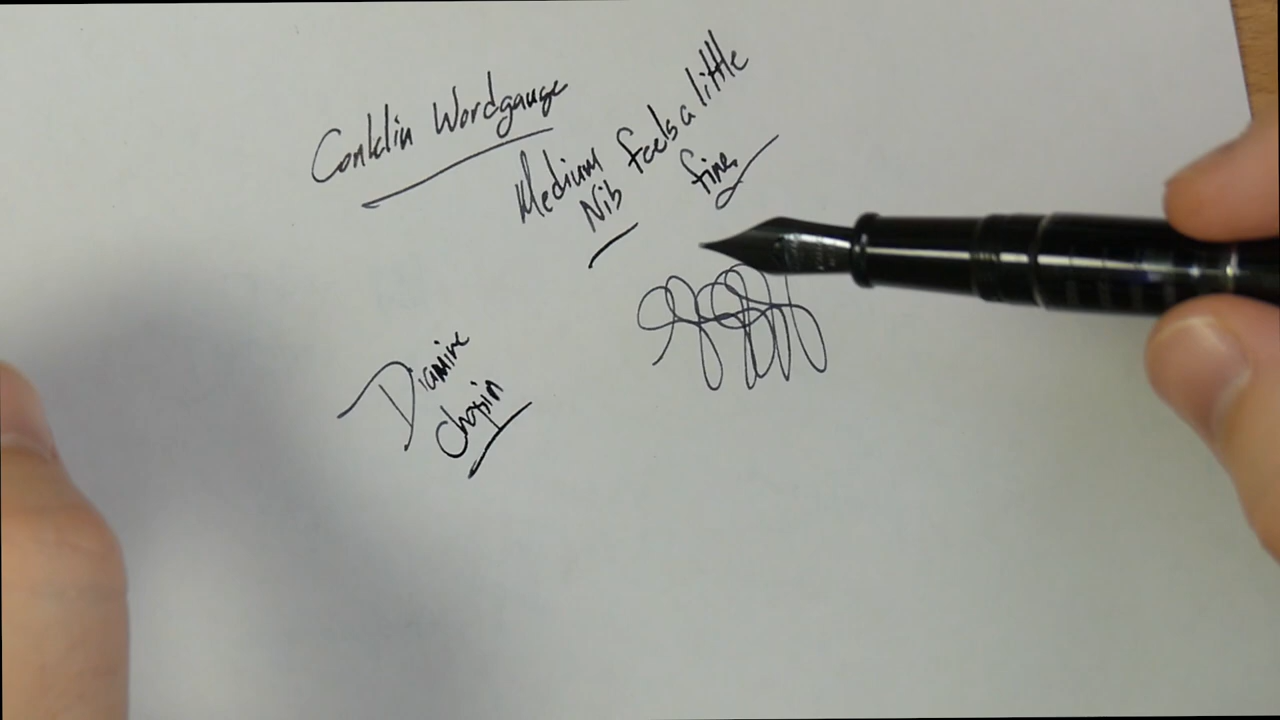 Conklin Wordgauge
Medium
Nib
feels a little
fine
Diamine
Chopin